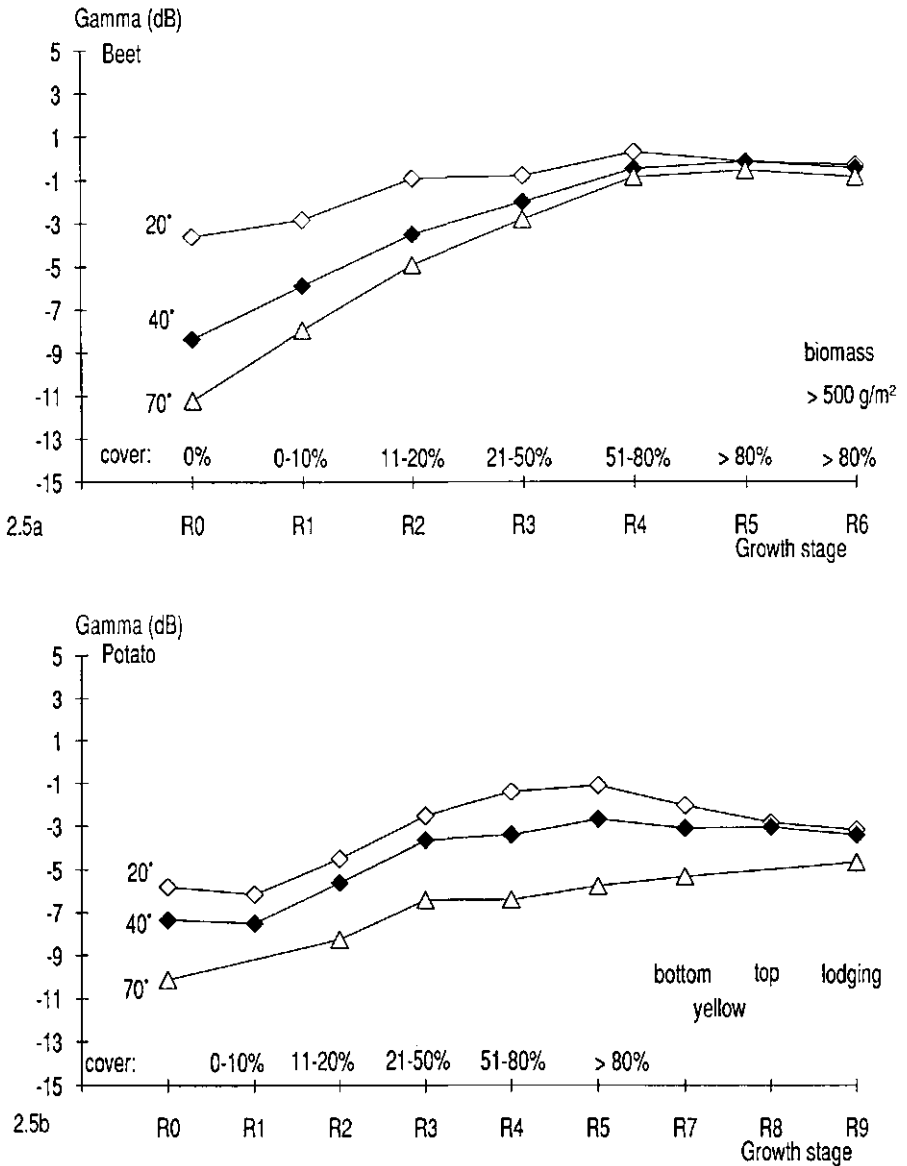 Gamma (dB)
5 Beet
3
1
-1
-3 20°
-5
-7
40°
-9 biomass
70°
-11 > 500 g/m²
-13
cover: 0% 0-10% 11-20% 21-50% 51-80% > 80% > 80%
-15
2.5a R0 R1 R2 R3 R4 R5 R6
Growth stage
Gamma (dB)
5 Potato
3
1
-1
-3
-5 20°
-7 40°
-9
70° bottom top lodging
-11 yellow
-13
cover: 0-10% 11-20% 21-50% 51-80% > 80%
-15
2.5b R0 R1 R2 R3 R4 R5 R7 R8 R9
Growth stage